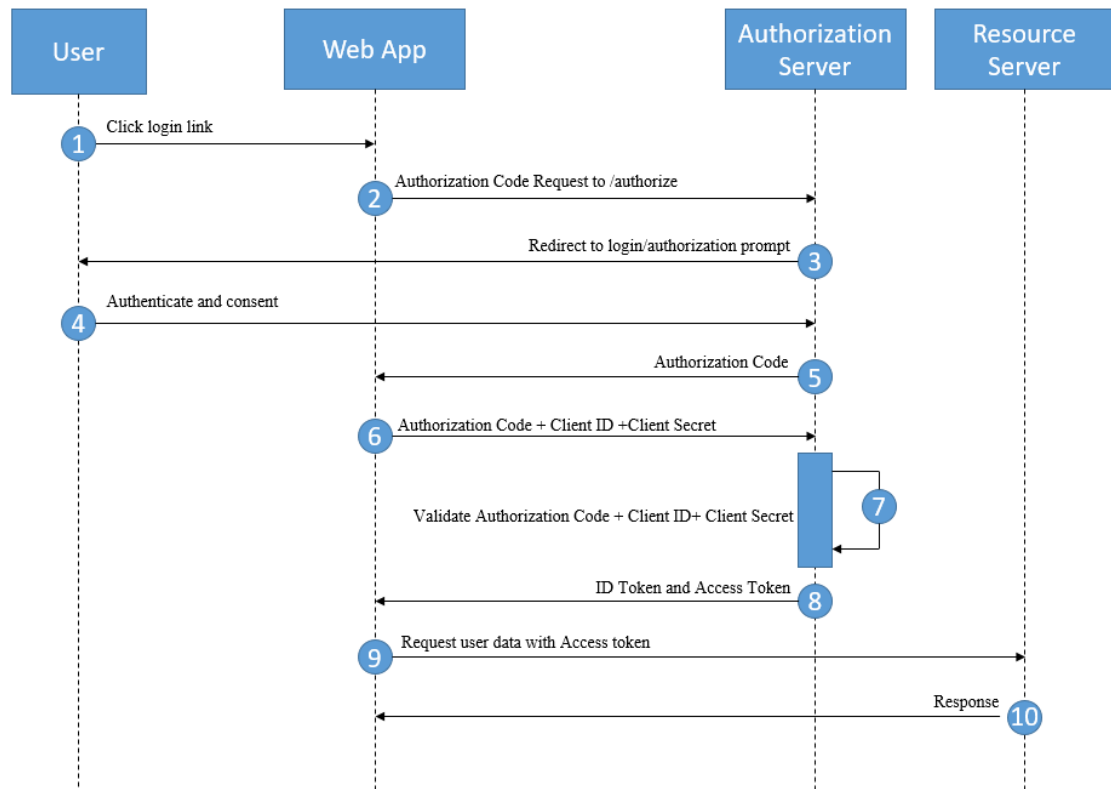 User
Web App
Authorization
Server
Resource
Server
1
Click login link
2
Authorization Code Request to /authorize
Redirect to login/authorization prompt
3
4
Authenticate and consent
Authorization Code
5
6
Authorization Code + Client ID +Client Secret
7
Validate Authorization Code + Client ID+ Client Secret
ID Token and Access Token
8
9
Request user data with Access token
Response
10